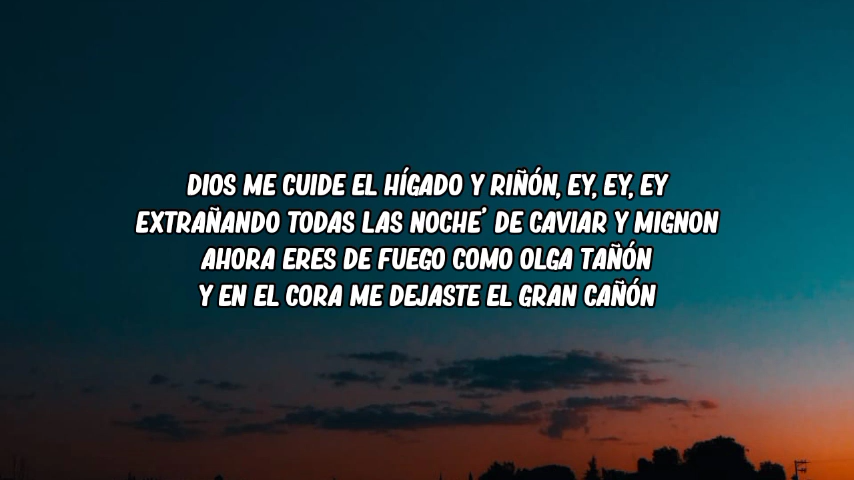 DIOS ME CUIDE EL HÍGADO Y RIÑÓN, EY, EY, EY
EXTRAÑANDO TODAS LAS NOCHE' DE CAVIAR Y MIGNON
AHORA ERES DE FUEGO COMO OLGA TAÑÓN
Y EN EL CORA ME DEJASTE EL GRAN CAÑÓN